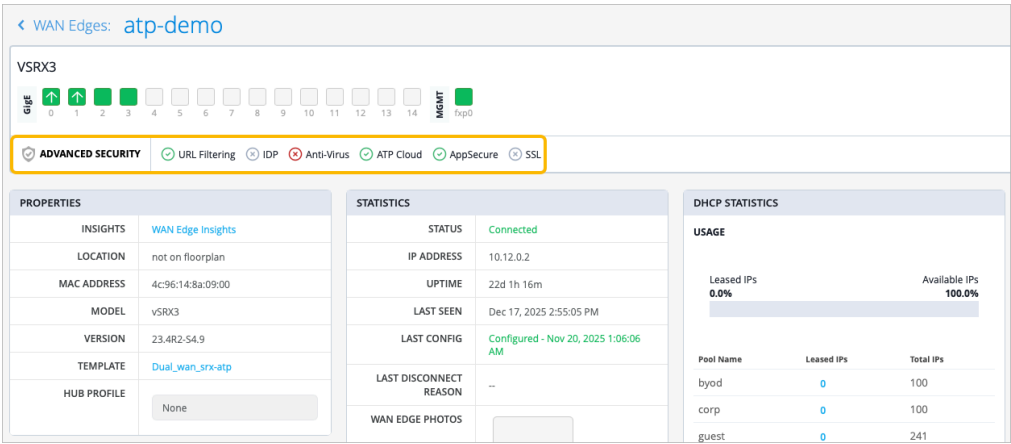 WAN Edges: atp-demo
VSRX3
GigE
0 1 2 3 4 5 6 7 8 9 10 11 12 13 14
MGMT
fxp0
ADVANCED SECURITY URL Filtering IDP Anti-Virus ATP Cloud AppSecure SSL
PROPERTIES
INSIGHTS WAN Edge Insights
LOCATION not on floorplan
MAC ADDRESS 4c:96:14:8a:09:00
MODEL vSRX3
VERSION 23.4R2-S4.9
TEMPLATE Dual_wan_srx-atp
HUB PROFILE None
STATISTICS
STATUS Connected
IP ADDRESS 10.12.0.2
UPTIME 22d 1h 16m
LAST SEEN Dec 17, 2025 2:55:05 PM
LAST CONFIG Configured - Nov 20, 2025 1:06:06
AM
LAST DISCONNECT
REASON --
WAN EDGE PHOTOS
DHCP STATISTICS
USAGE
Leased IPs Available IPs
0.0% 100.0%
Pool Name Leased IPs Total IPs
byod 0 100
corp 0 100
guest 0 241